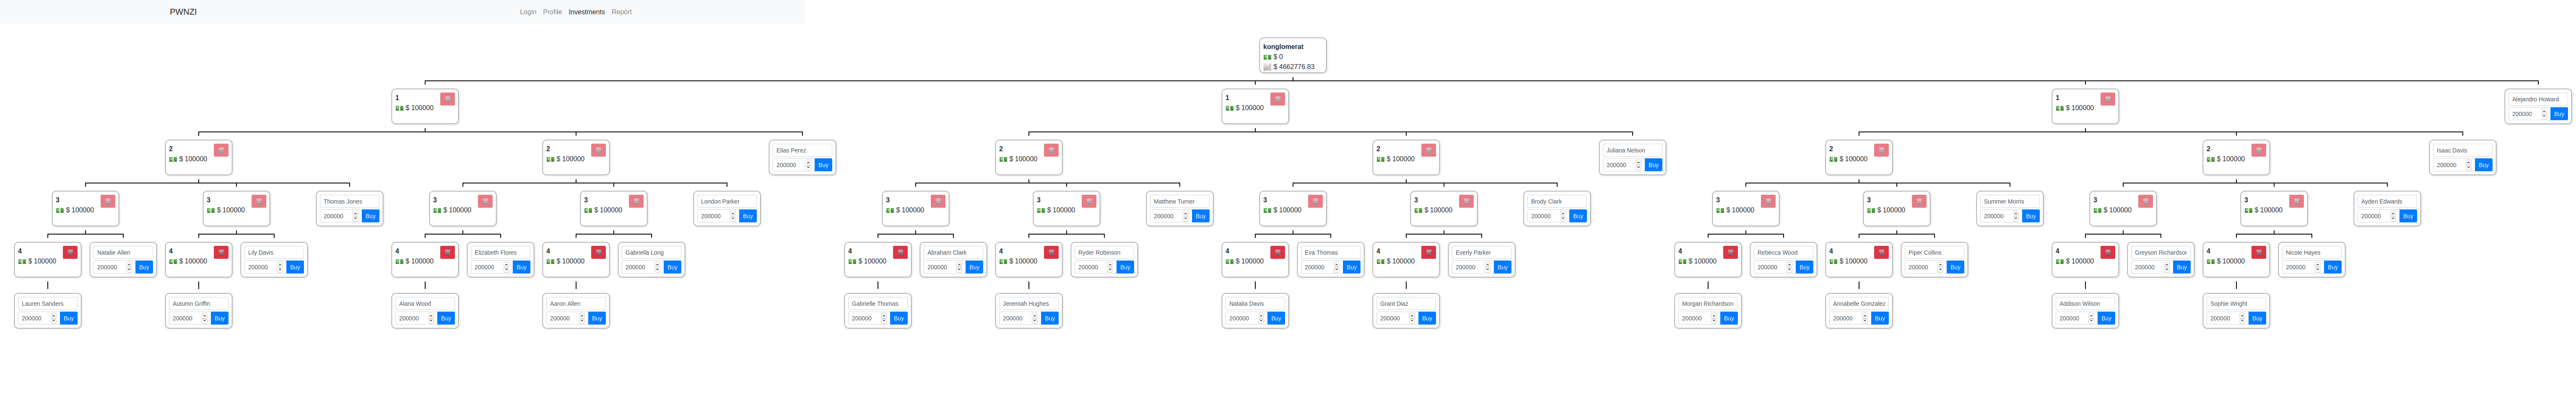 PWNZI Login Profile Investments Report
konglomerat
$ 0
$ 4662776.83
1 1 1 Alejandro Howard
$ 100000 $ 100000 $ 100000 200000 Buy
2 2 Elias Perez 2 2 Juliana Nelson 2 2 Isaac Davis
$ 100000 $ 100000 200000 Buy $ 100000 $ 100000 200000 Buy $ 100000 $ 100000 200000 Buy
3 3 Thomas Jones 3 3 London Parker 3 3 Matthew Turner 3 3 Brody Clark 3 3 Summer Morris 3 3 Ayden Edwards
$ 100000 $ 100000 200000 Buy $ 100000 $ 100000 200000 Buy $ 100000 $ 100000 200000 Buy $ 100000 $ 100000 200000 Buy $ 100000 $ 100000 200000 Buy $ 100000 $ 100000 200000 Buy
4 Natalie Allen 4 Lily Davis 4 Elizabeth Flores 4 Gabriella Long 4 Abraham Clark 4 Ryder Robinson 4 Eva Thomas 4 Everly Parker 4 Rebecca Wood 4 Piper Collins 4 Greyson Richardson 4 Nicole Hayes
$ 100000 200000 Buy $ 100000 200000 Buy $ 100000 200000 Buy $ 100000 200000 Buy $ 100000 200000 Buy $ 100000 200000 Buy $ 100000 200000 Buy $ 100000 200000 Buy $ 100000 200000 Buy $ 100000 200000 Buy $ 100000 200000 Buy $ 100000 200000 Buy
Lauren Sanders Autumn Griffin Alana Wood Aaron Allen Gabrielle Thomas Jeremiah Hughes Natalia Davis Grant Diaz Morgan Richardson Annabelle Gonzalez Addison Wilson Sophie Wright
200000 Buy 200000 Buy 200000 Buy 200000 Buy 200000 Buy 200000 Buy 200000 Buy 200000 Buy 200000 Buy 200000 Buy 200000 Buy 200000 Buy